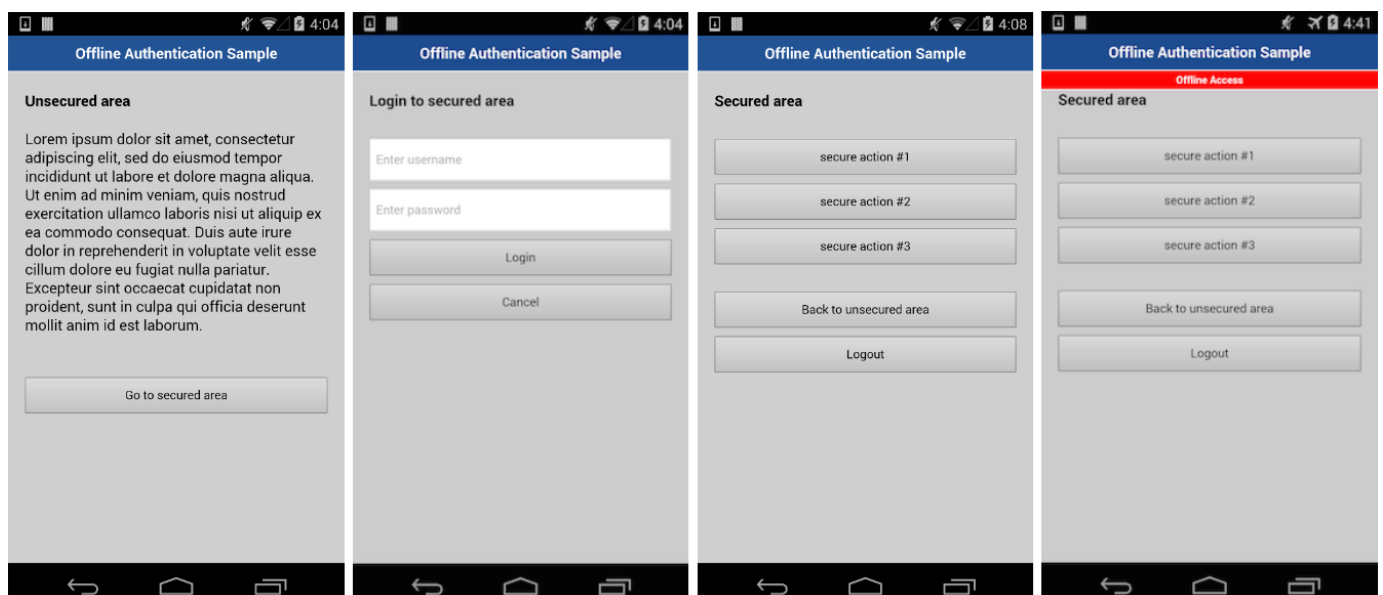 4:04
Offline Authentication Sample
Unsecured area
Lorem ipsum dolor sit amet, consectetur
adipiscing elit, sed do eiusmod tempor
incididunt ut labore et dolore magna aliqua.
Ut enim ad minim veniam, quis nostrud
exercitation ullamco laboris nisi ut aliquip ex
ea commodo consequat. Duis aute irure
dolor in reprehenderit in voluptate velit esse
cillum dolore eu fugiat nulla pariatur.
Excepteur sint occaecat cupidatat non
proident, sunt in culpa qui officia deserunt
mollit anim id est laborum.
Go to secured area
4:04
Offline Authentication Sample
Login to secured area
Enter username
Enter password
Login
Cancel
4:08
Offline Authentication Sample
Secured area
secure action #1
secure action #2
secure action #3
Back to unsecured area
Logout
4:41
Offline Authentication Sample
Offline Access
Secured area
secure action #1
secure action #2
secure action #3
Back to unsecured area
Logout